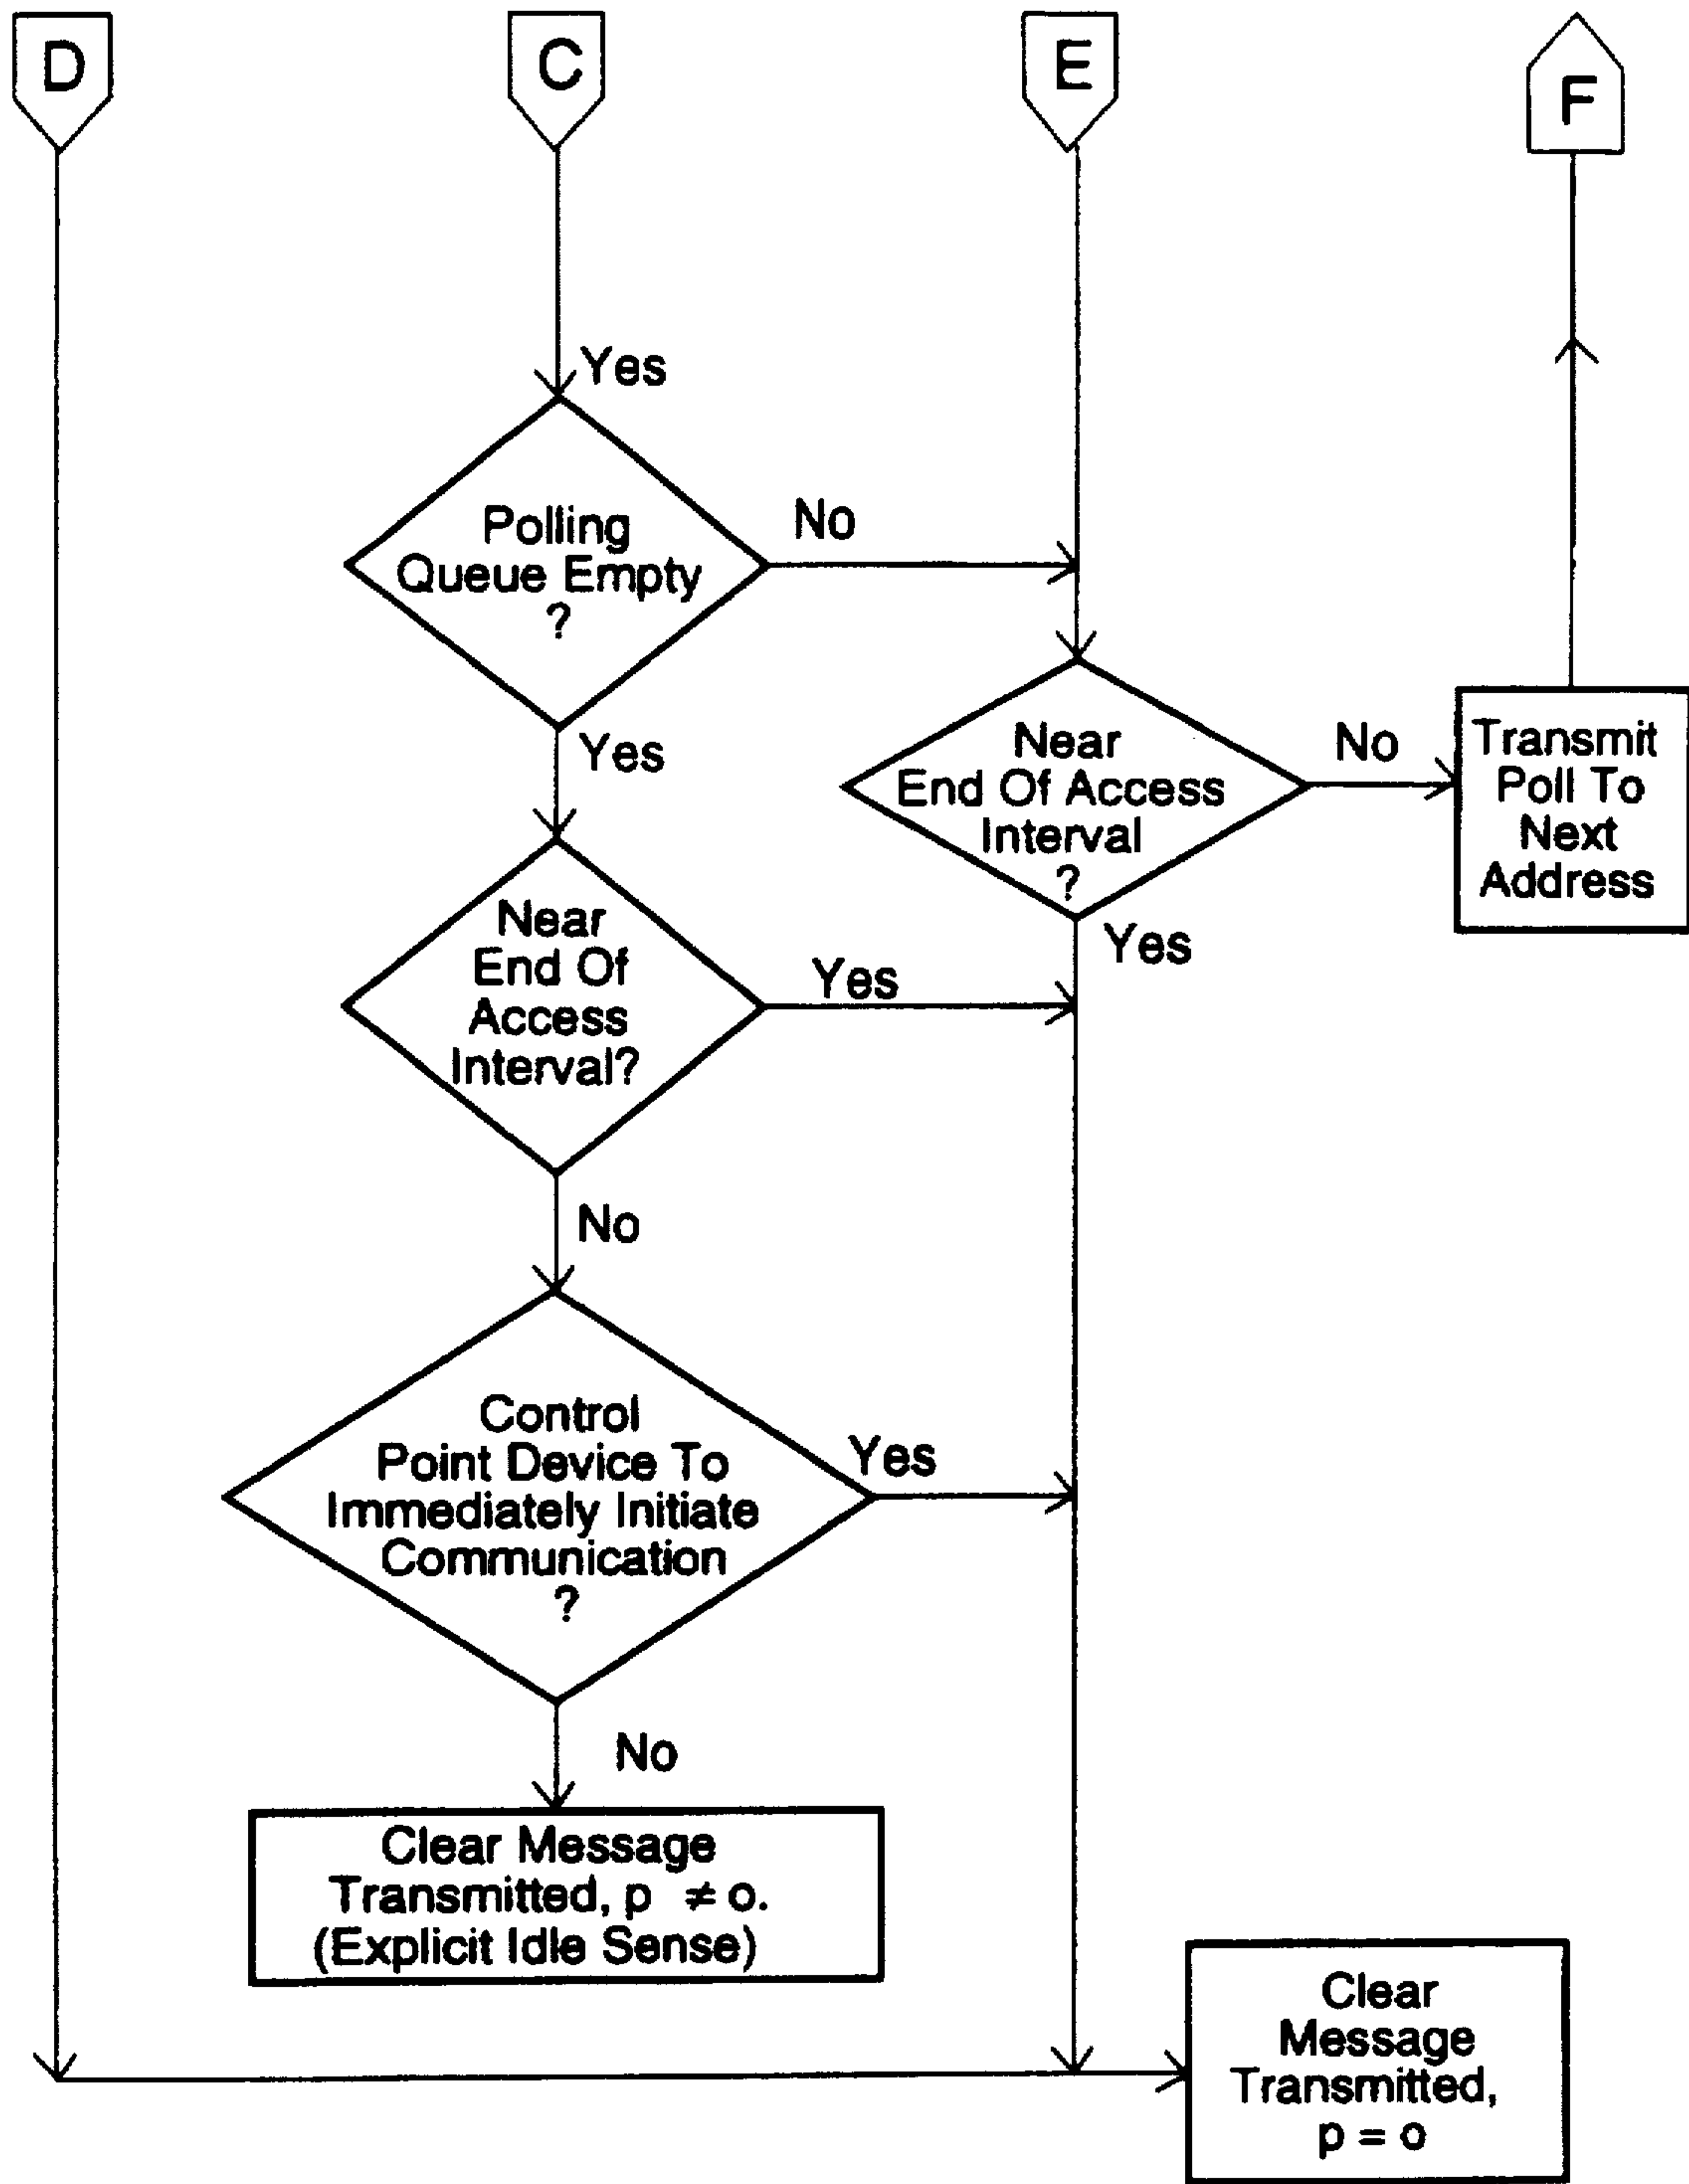 D
C
E
F
Yes
Polling
Queue Empty
?
No
Yes
Near
End Of Access
Interval
?
No
Transmit
Poll To
Next
Address
Yes
Near
End Of
Access
Interval?
Yes
No
Control
Point Device To
Immediately Initiate
Communication
?
Yes
No
Clear Message
Transmitted, p ≠ o.
(Explicit Idle Sense)
Clear
Message
Transmitted,
p = o